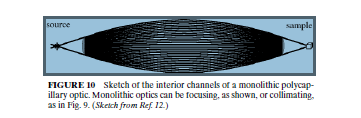 source
sample
FIGURE 10 Sketch of the interior channels of a monolithic polycap-
illary optic. Monolithic optics can be focusing, as shown, or collimating,
as in Fig. 9. (Sketch from Ref. 12.)